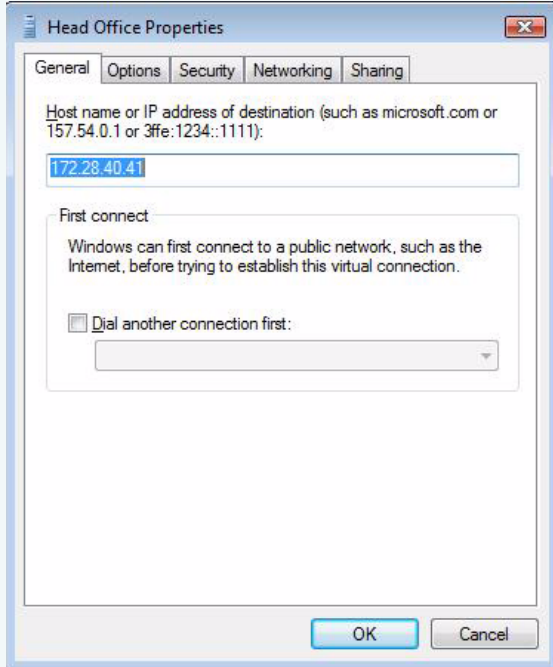 Head Office Properties
General Options Security Networking Sharing
Host name or IP address of destination (such as microsoft.com or
157.54.0.1 or 3ffe:1234::1111):
172.28.40.41
First connect
Windows can first connect to a public network, such as the
Internet, before trying to establish this virtual connection.
Dial another connection first:
OK Cancel